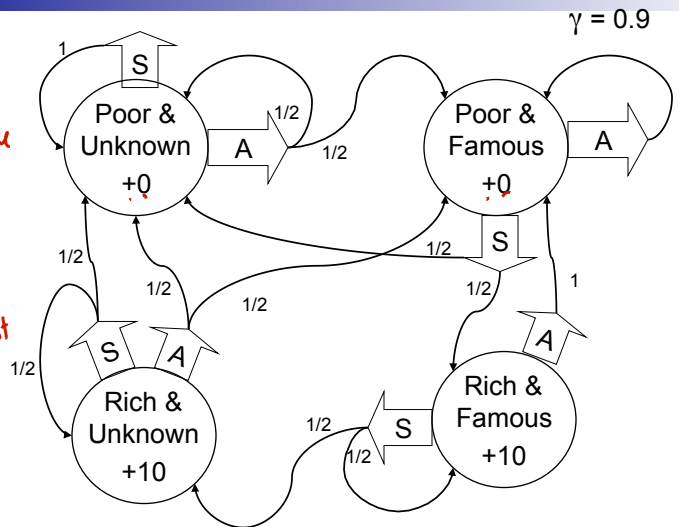 γ = 0.9
1
S
Poor &
Unknown
+0
A
1/2
1/2
Poor &
Famous
+0
A
1/2
S
1/2
1/2
1/2
1/2
1
S
A
A
1/2
Rich &
Unknown
+10
1/2
1/2
S
Rich &
Famous
+10